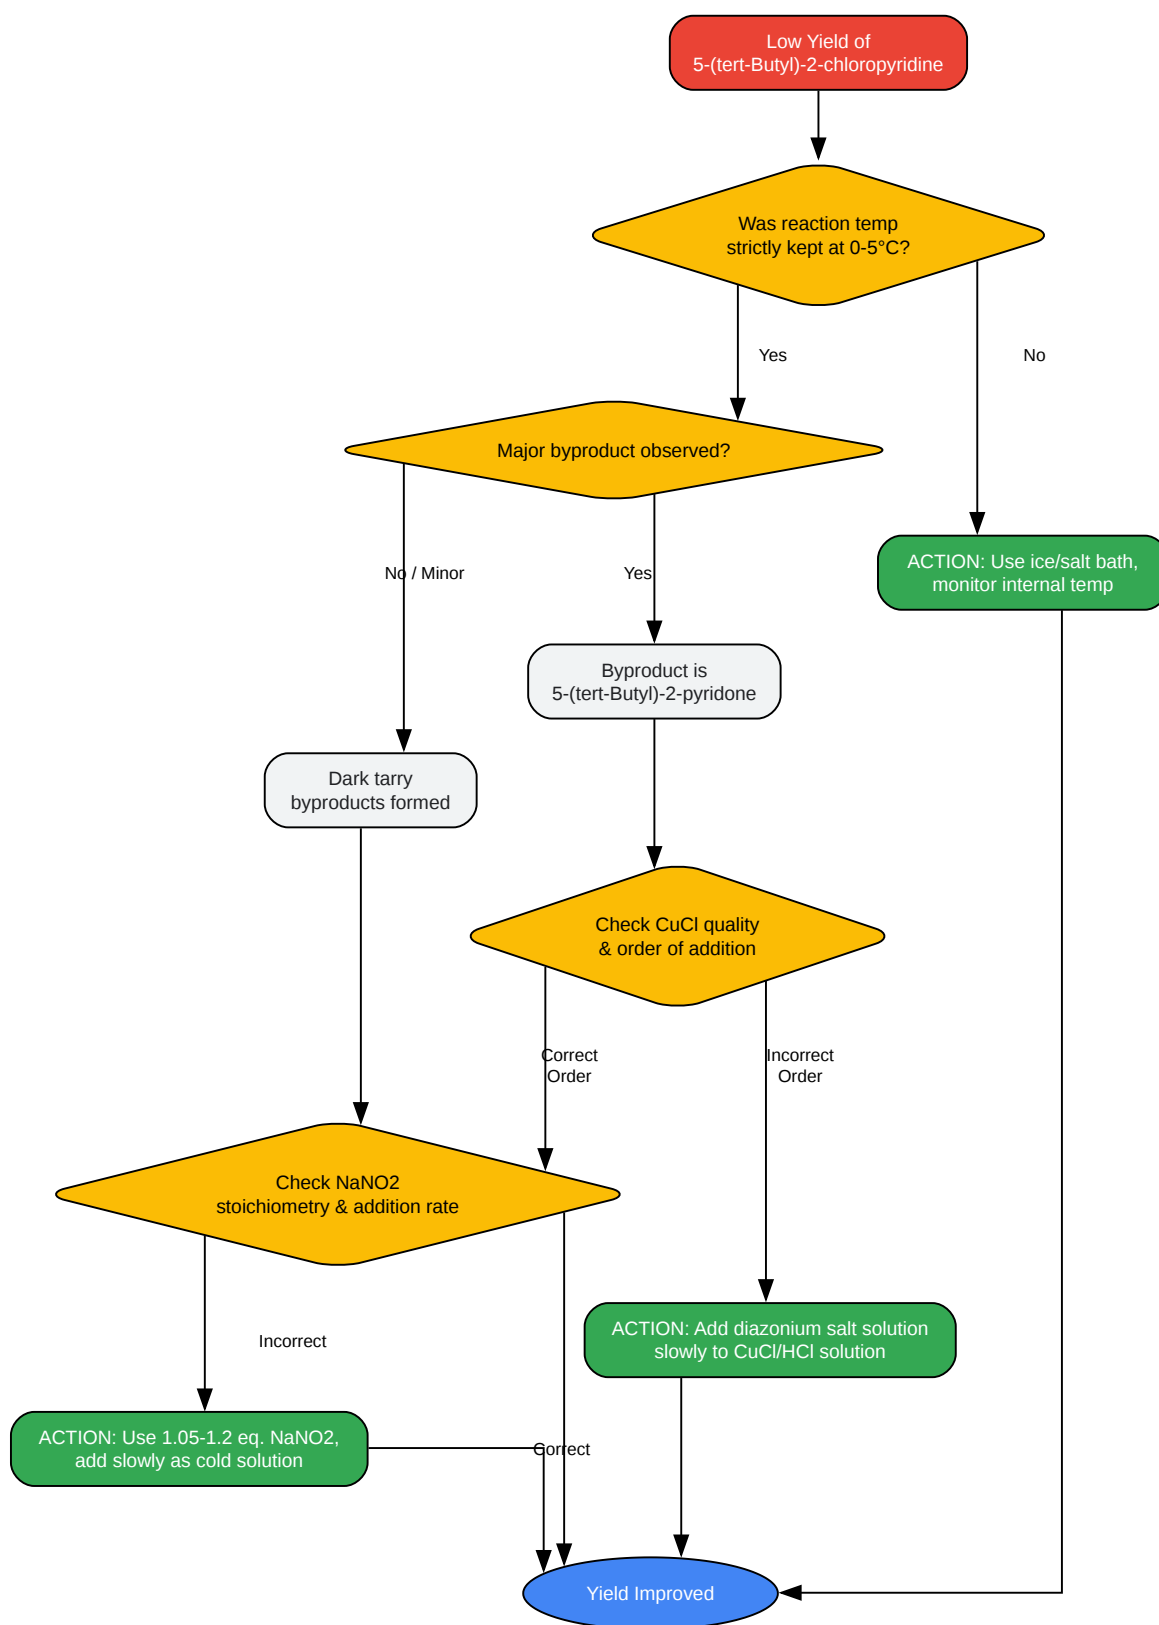 Low Yield of
5-(tert-Butyl)-2-chloropyridine
Was reaction temp
strictly kept at 0-5°C?
Yes
No
Major byproduct observed?
No / Minor
Yes
ACTION: Use ice/salt bath,
monitor internal temp
Byproduct is
5-(tert-Butyl)-2-pyridone
Dark tarry
byproducts formed
Check CuCl quality
& order of addition
Correct
Order
Incorrect
Order
Check NaNO2
stoichiometry & addition rate
Incorrect
ACTION: Add diazonium salt solution
slowly to CuCl/HCl solution
ACTION: Use 1.05-1.2 eq. NaNO2,
add slowly as cold solution
Correct
Yield Improved